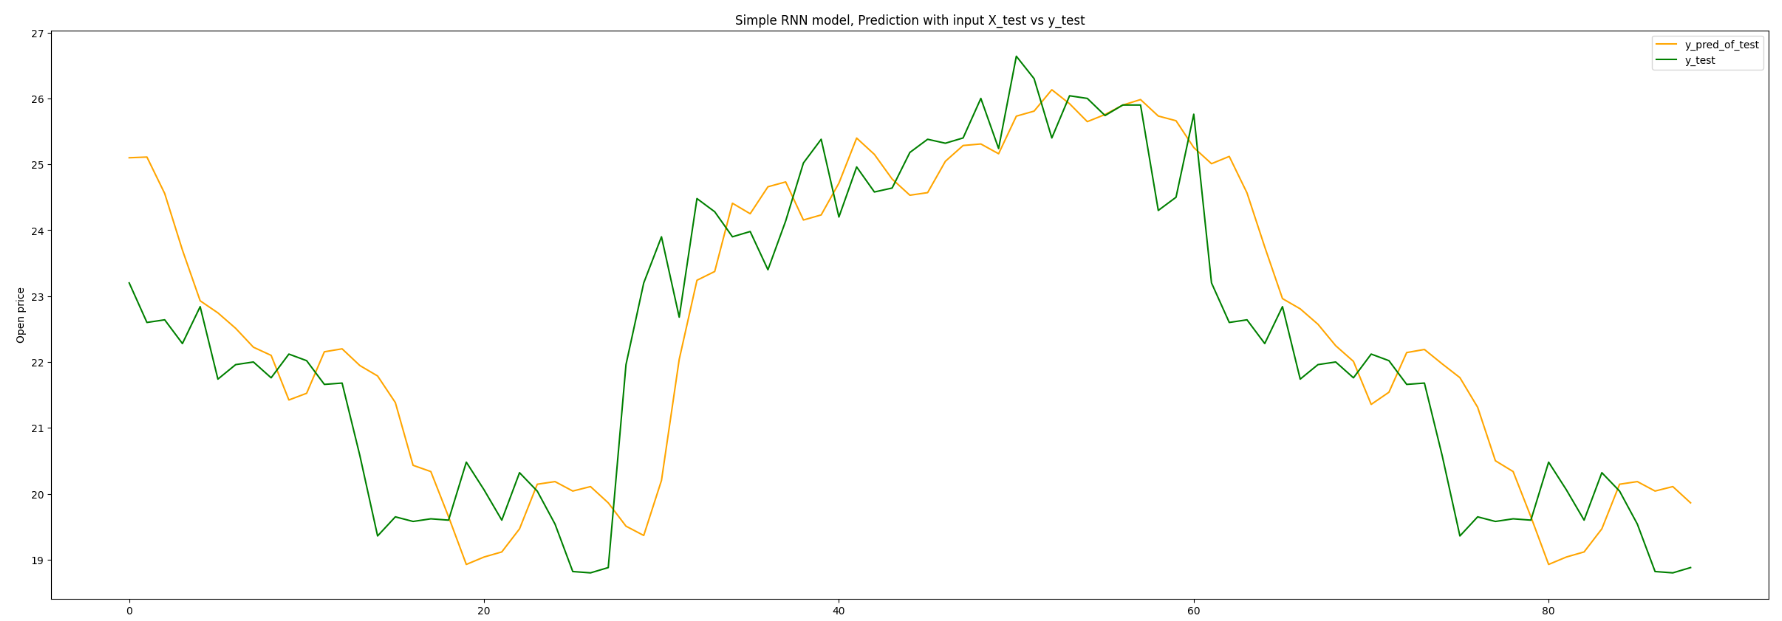 Simple RNN model, Prediction with input X_test vs y_test
y_pred_of_test
y_test
Open price
27
26
25
24
23
22
21
20
19
0 20 40 60 80